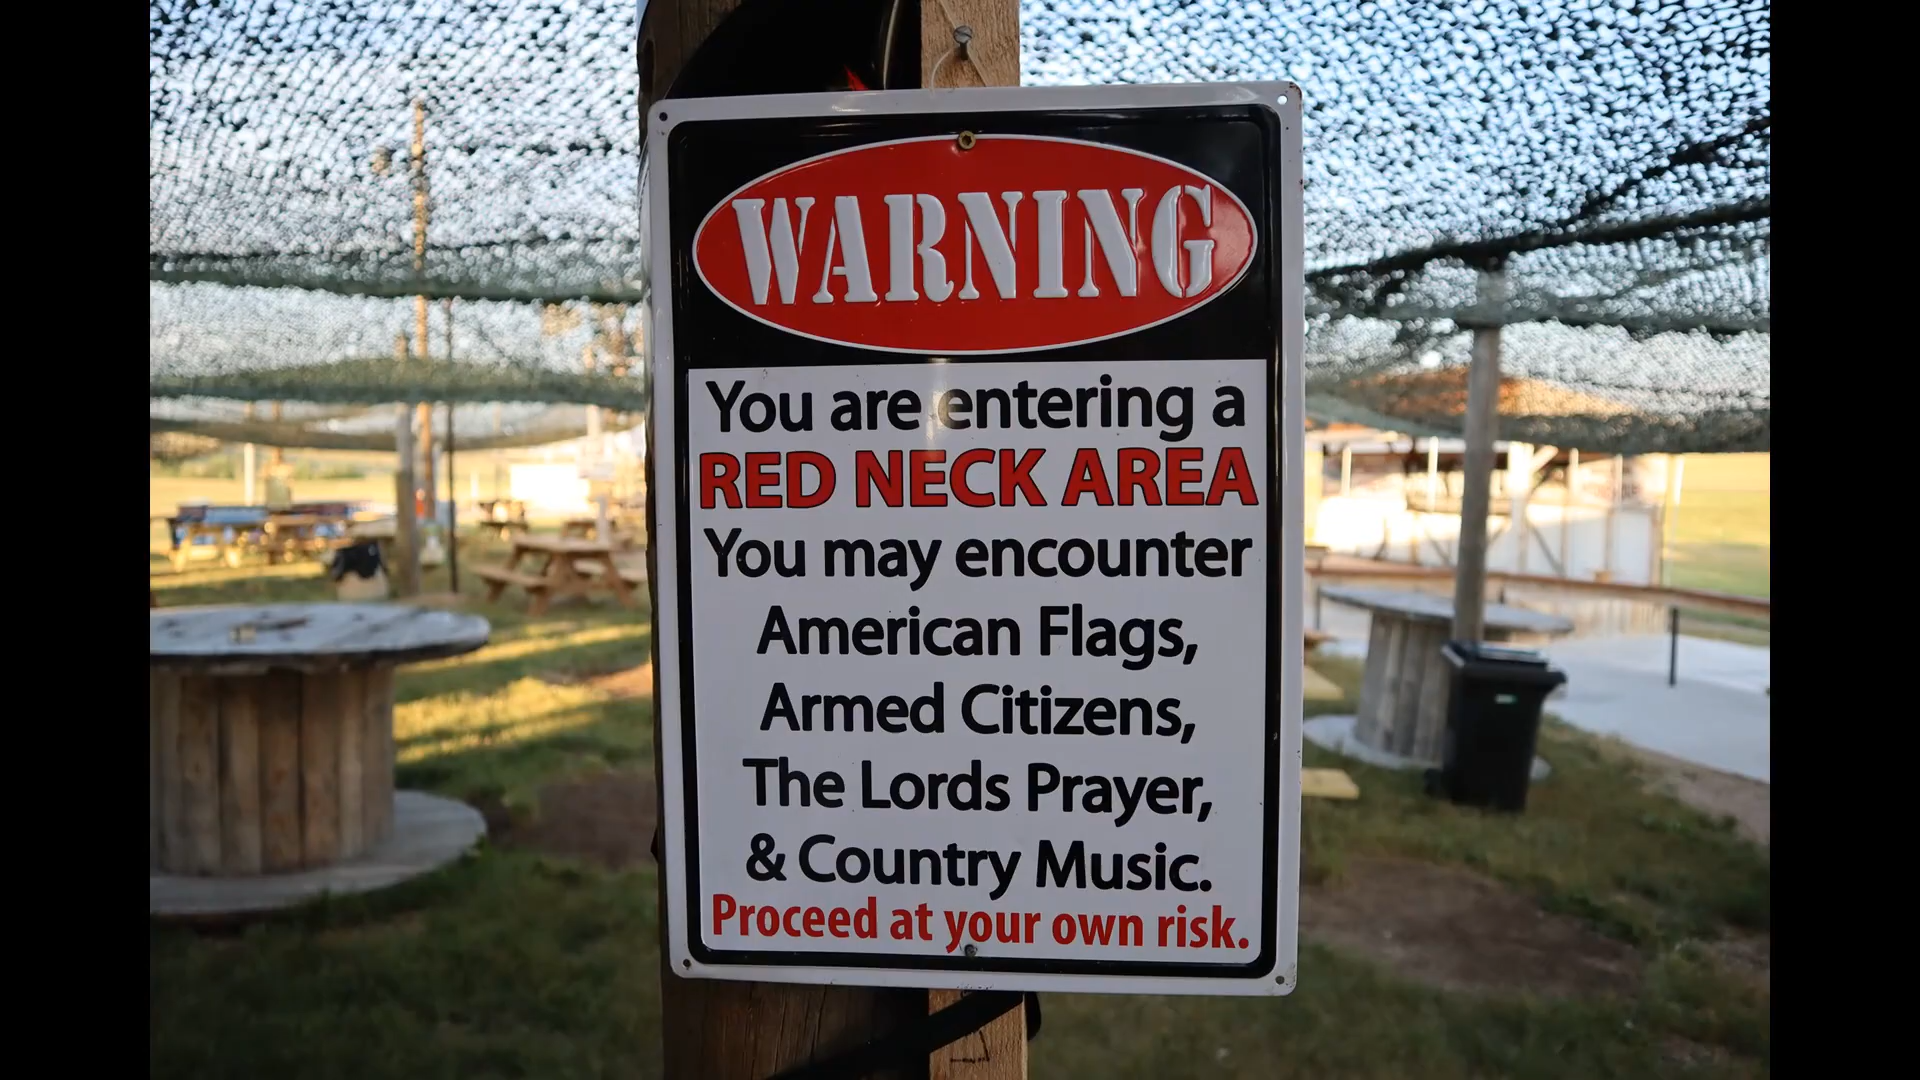 WARNING
You are entering a
RED NECK AREA
You may encounter
American Flags,
Armed Citizens,
The Lords Prayer,
& Country Music.
Proceed at your own risk.